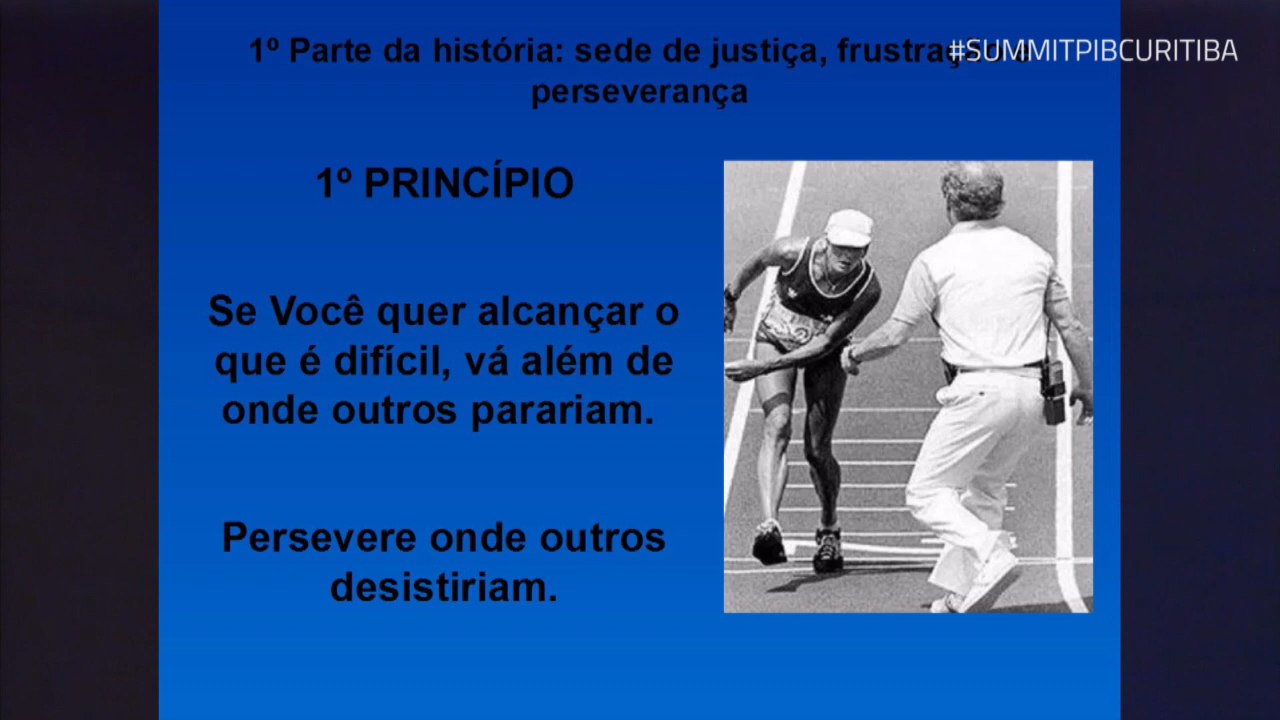 1º Parte da história: sede de justiça, frustração e
#SUMMITPIBCURITIBA
perseverança
1º PRINCÍPIO
Se Você quer alcançar o
que é difícil, vá além de
onde outros parariam.
Persevere onde outros
desistiriam.